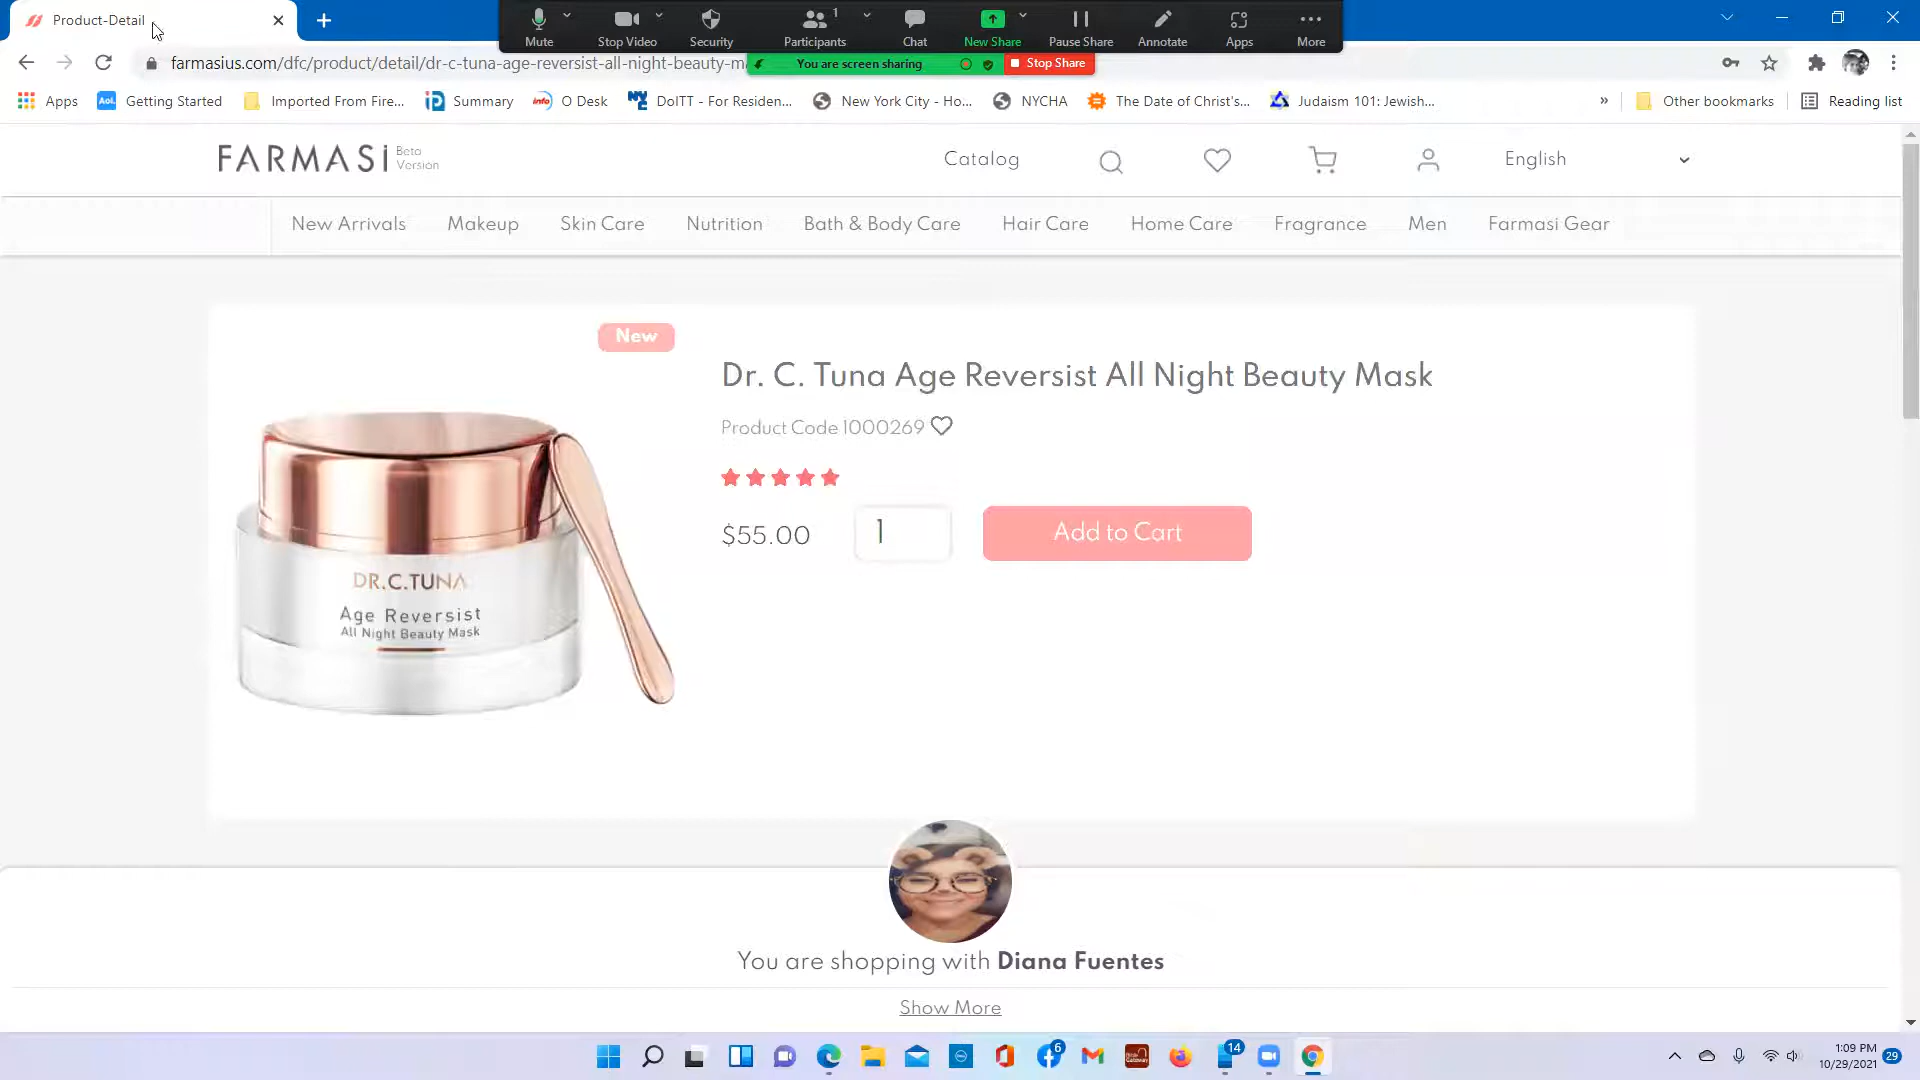 Product-Detail
Mute
Stop Video
Security
Participants 1
Chat
New Share
Pause Share
Annotate
Apps
More
farmasius.com/dfc/product/detail/dr-c-tuna-age-reversist-all-night-beauty-m
You are screen sharing
Stop Share
Apps
Getting Started
Imported From Fire...
Summary
O Desk
DoITT - For Residen...
New York City - Ho...
NYCHA
The Date of Christ's...
Judaism 101: Jewish...
»
Other bookmarks
Reading list
FARMASi Beta Version
Catalog
English
New Arrivals
Makeup
Skin Care
Nutrition
Bath & Body Care
Hair Care
Home Care
Fragrance
Men
Farmasi Gear
New
Dr. C. Tuna Age Reversist All Night Beauty Mask
Product Code 1000269
$55.00
1
Add to Cart
DR.C.TUNA
Age Reversist
All Night Beauty Mask
You are shopping with Diana Fuentes
Show More
6
14
1:09 PM
10/29/2021
29